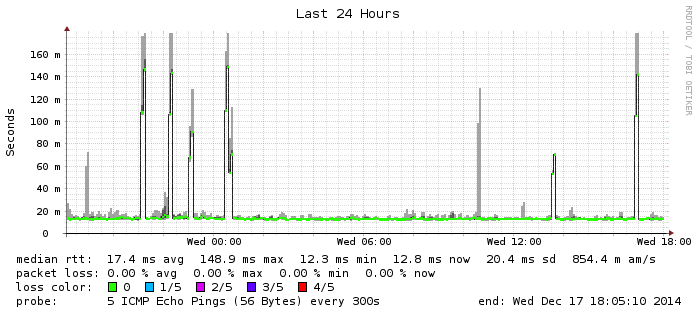 Last 24 Hours
RRDTOOL / TOBI OETIKER
Seconds
160 m
140 m
120 m
100 m
80 m
60 m
40 m
20 m
0
Wed 00:00 Wed 06:00 Wed 12:00 Wed 18:00
median rtt: 17.4 ms avg 148.9 ms max 12.3 ms min 12.8 ms now 20.4 ms sd 854.4 m am/s
packet loss: 0.00 % avg 0.00 % max 0.00 % min 0.00 % now
loss color: 0 1/5 2/5 3/5 4/5
probe: 5 ICMP Echo Pings (56 Bytes) every 300s end: Wed Dec 17 18:05:10 2014